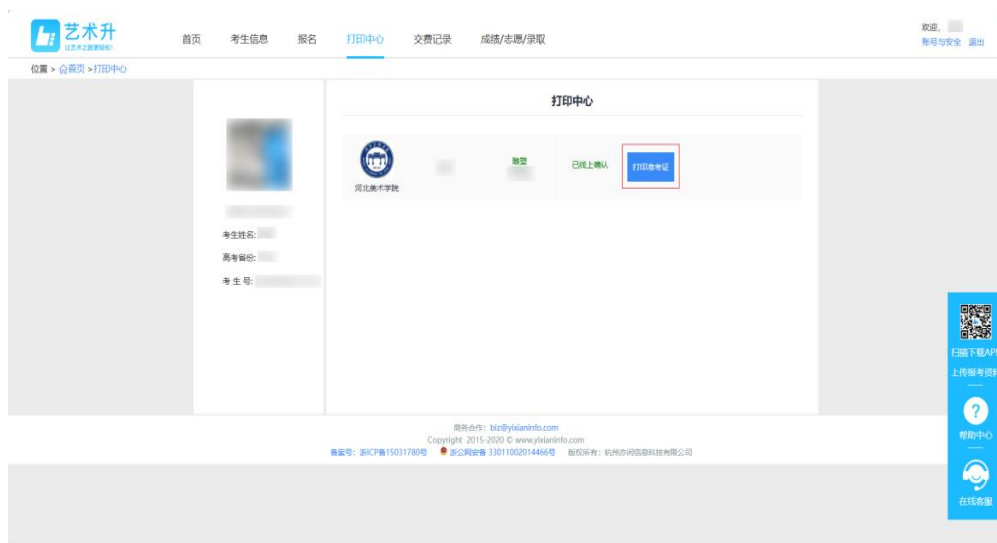 艺术升
让艺术之路更轻松!
首页 考生信息 报名 打印中心 交费记录 成绩/志愿/录取
欢迎,
账号与安全 退出
位置 > 首页 >打印中心
打印中心
雕塑
已线上确认
打印准考证
河北美术学院
考生姓名:
高考省份:
考 生 号:
扫描下载APP
上传报考资料
?
帮助中心
在线客服
商务合作: biz@yixianinfo.com
Copyright 2015-2020 © www.yixianinfo.com
备案号: 浙ICP备15031780号 浙公网安备 33011002014466号 版权所有: 杭州亦闲信息科技有限公司